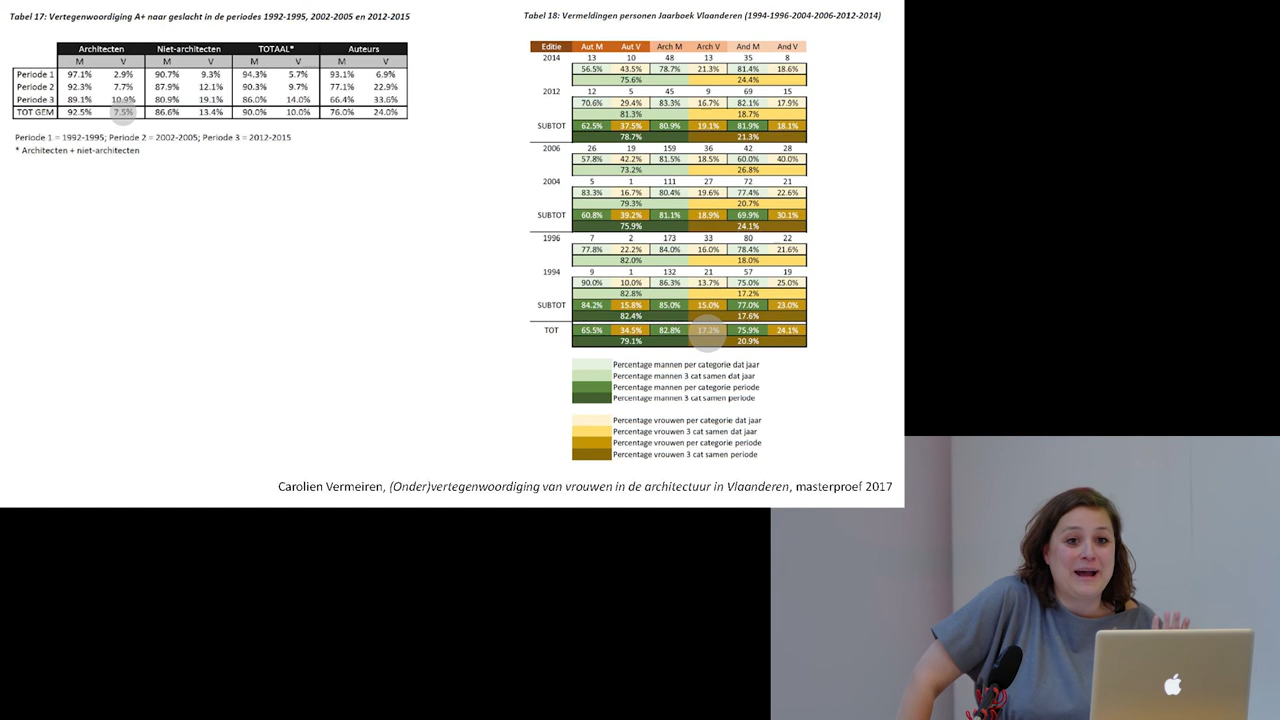 Tabel 17: Vertegenwoordiging A+ naar geslacht in de periodes 1992-1995, 2002-2005 en 2012-2015
Architecten Niet-architecten TOTAAL* Auteurs
M V M V M V M V
Periode 1 97.1% 2.9% 90.7% 9.3% 94.3% 5.7% 93.1% 6.9%
Periode 2 92.3% 7.7% 87.9% 12.1% 90.3% 9.7% 77.1% 22.9%
Periode 3 89.1% 10.9% 80.9% 19.1% 86.0% 14.0% 66.4% 33.6%
TOT GEM 92.5% 7.5% 86.6% 13.4% 90.0% 10.0% 76.0% 24.0%
Periode 1 = 1992-1995; Periode 2 = 2002-2005; Periode 3 = 2012-2015
* Architecten + niet-architecten
Tabel 18: Vermeldingen personen Jaarboek Vlaanderen (1994-1996-2004-2006-2012-2014)
Editie Aut M Aut V Arch M Arch V And M And V
2014 13 10 48 13 35 8
56.5% 43.5% 78.7% 21.3% 81.4% 18.6%
75.6% 24.4%
2012 12 5 45 9 69 15
70.6% 29.4% 83.3% 16.7% 82.1% 17.9%
81.3% 18.7%
SUBTOT 62.5% 37.5% 80.9% 19.1% 81.9% 18.1%
78.7% 21.3%
2006 26 19 159 36 42 28
57.8% 42.2% 81.5% 18.5% 60.0% 40.0%
73.2% 26.8%
2004 5 1 111 27 72 21
83.3% 16.7% 80.4% 19.6% 77.4% 22.6%
79.3% 20.7%
SUBTOT 60.8% 39.2% 81.1% 18.9% 69.9% 30.1%
75.9% 24.1%
1996 7 2 173 33 80 22
77.8% 22.2% 84.0% 16.0% 78.4% 21.6%
82.0% 18.0%
1994 9 1 132 21 57 19
90.0% 10.0% 86.3% 13.7% 75.0% 25.0%
82.8% 17.2%
SUBTOT 84.2% 15.8% 85.0% 15.0% 77.0% 23.0%
82.4% 17.6%
TOT 65.5% 34.5% 82.8% 17.2% 75.9% 24.1%
79.1% 20.9%
Percentage mannen per categorie dat jaar
Percentage mannen 3 cat samen dat jaar
Percentage mannen per categorie periode
Percentage mannen 3 cat samen periode
Percentage vrouwen per categorie dat jaar
Percentage vrouwen 3 cat samen dat jaar
Percentage vrouwen per categorie periode
Percentage vrouwen 3 cat samen periode
Carolien Vermeiren, (Onder)vertegenwoordiging van vrouwen in de architectuur in Vlaanderen, masterproef 2017